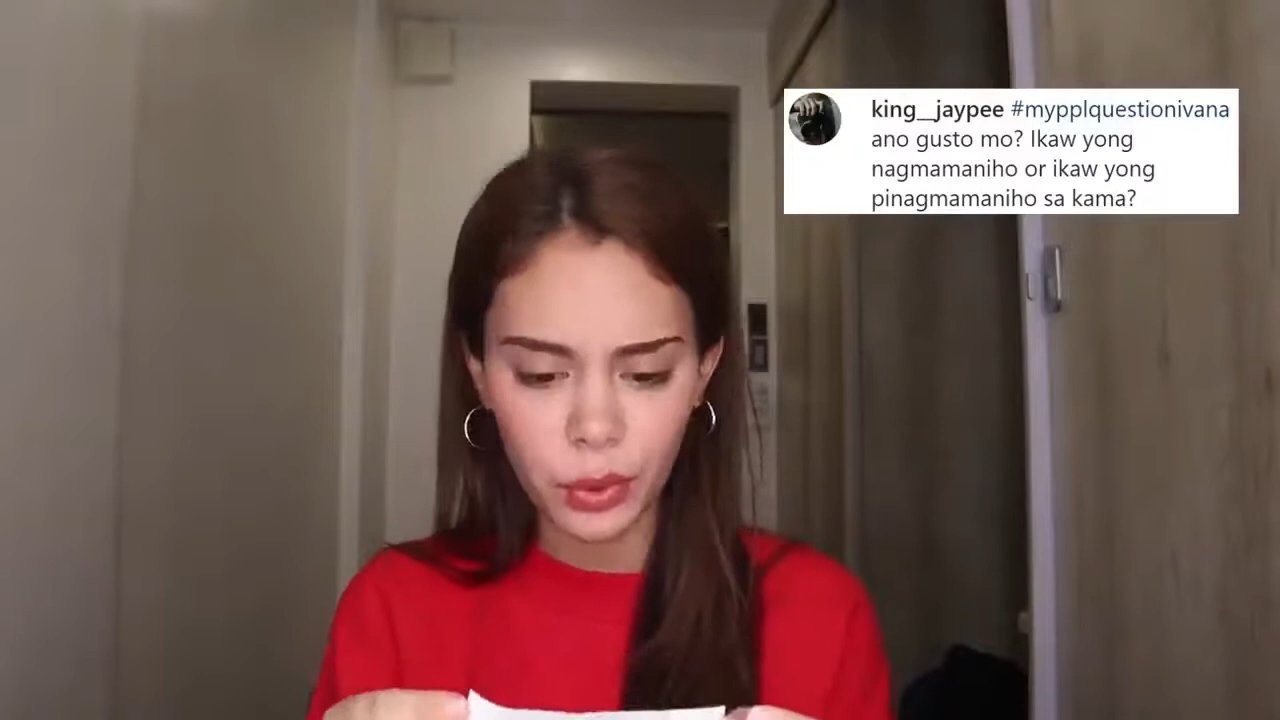 king__jaypee #mypplquestionivana
ano gusto mo? Ikaw yong
nagmamaniho or ikaw yong
pinagmamaniho sa kama?